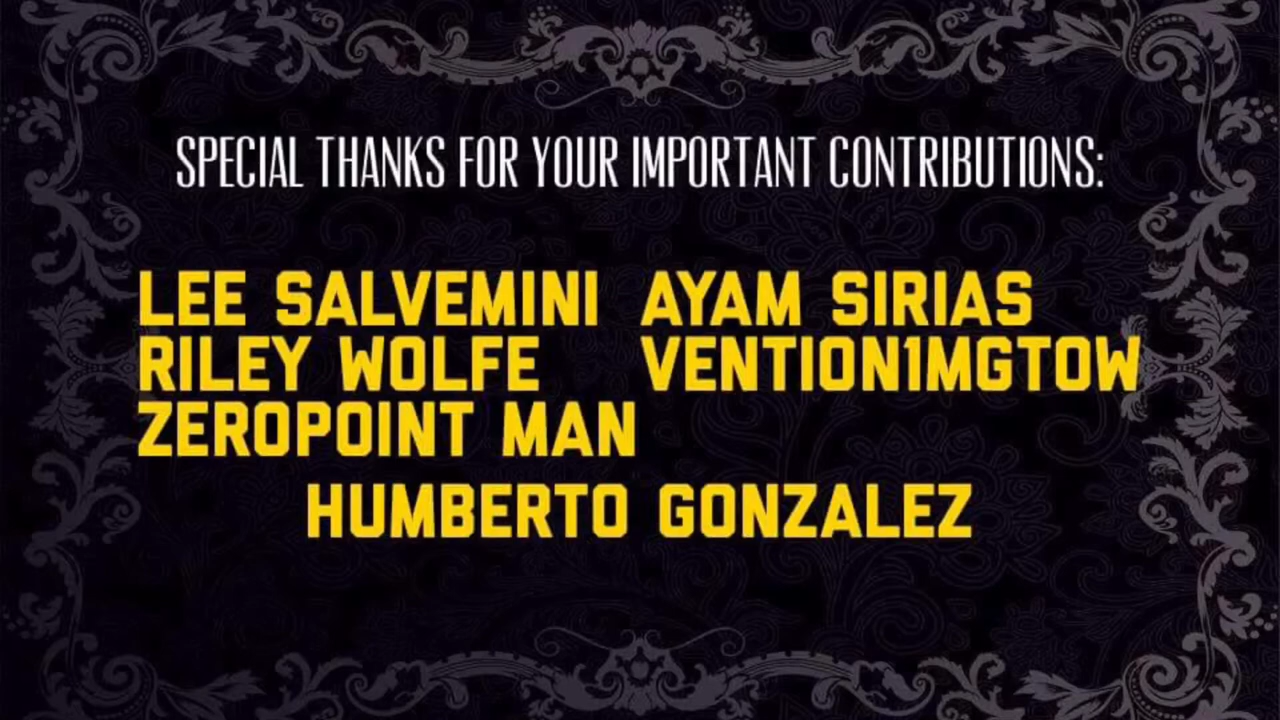 SPECIAL THANKS FOR YOUR IMPORTANT CONTRIBUTIONS:
LEE SALVEMINI AYAM SIRIAS
RILEY WOLFE VENTION1MGTOW
ZEROPOINT MAN
HUMBERTO GONZALEZ